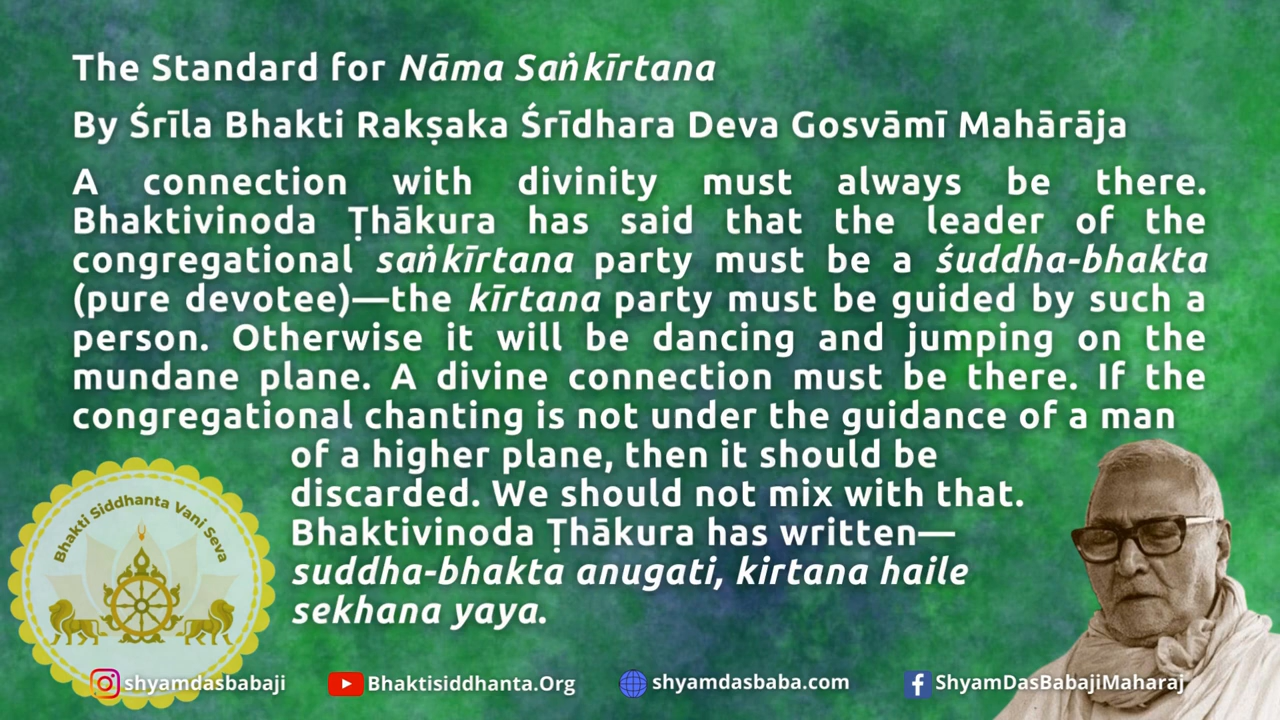 The Standard for Nāma Saṅkīrtana
By Śrīla Bhakti Rakṣaka Śrīdhara Deva Gosvāmī Mahārāja
A connection with divinity must always be there.
Bhaktivinoda Ṭhākura has said that the leader of the
congregational saṅkīrtana party must be a śuddha-bhakta
(pure devotee)—the kīrtana party must be guided by such a
person. Otherwise it will be dancing and jumping on the
mundane plane. A divine connection must be there. If the
congregational chanting is not under the guidance of a man
of a higher plane, then it should be
discarded. We should not mix with that.
Bhaktivinoda Ṭhākura has written—
suddha-bhakta anugati, kirtana haile
sekhana yaya.
Bhakti Siddhanta Vani Seva
shyamdasbabaji
Bhaktisiddhanta.Org
shyamdasbaba.com
ShyamDasBabajiMaharaj